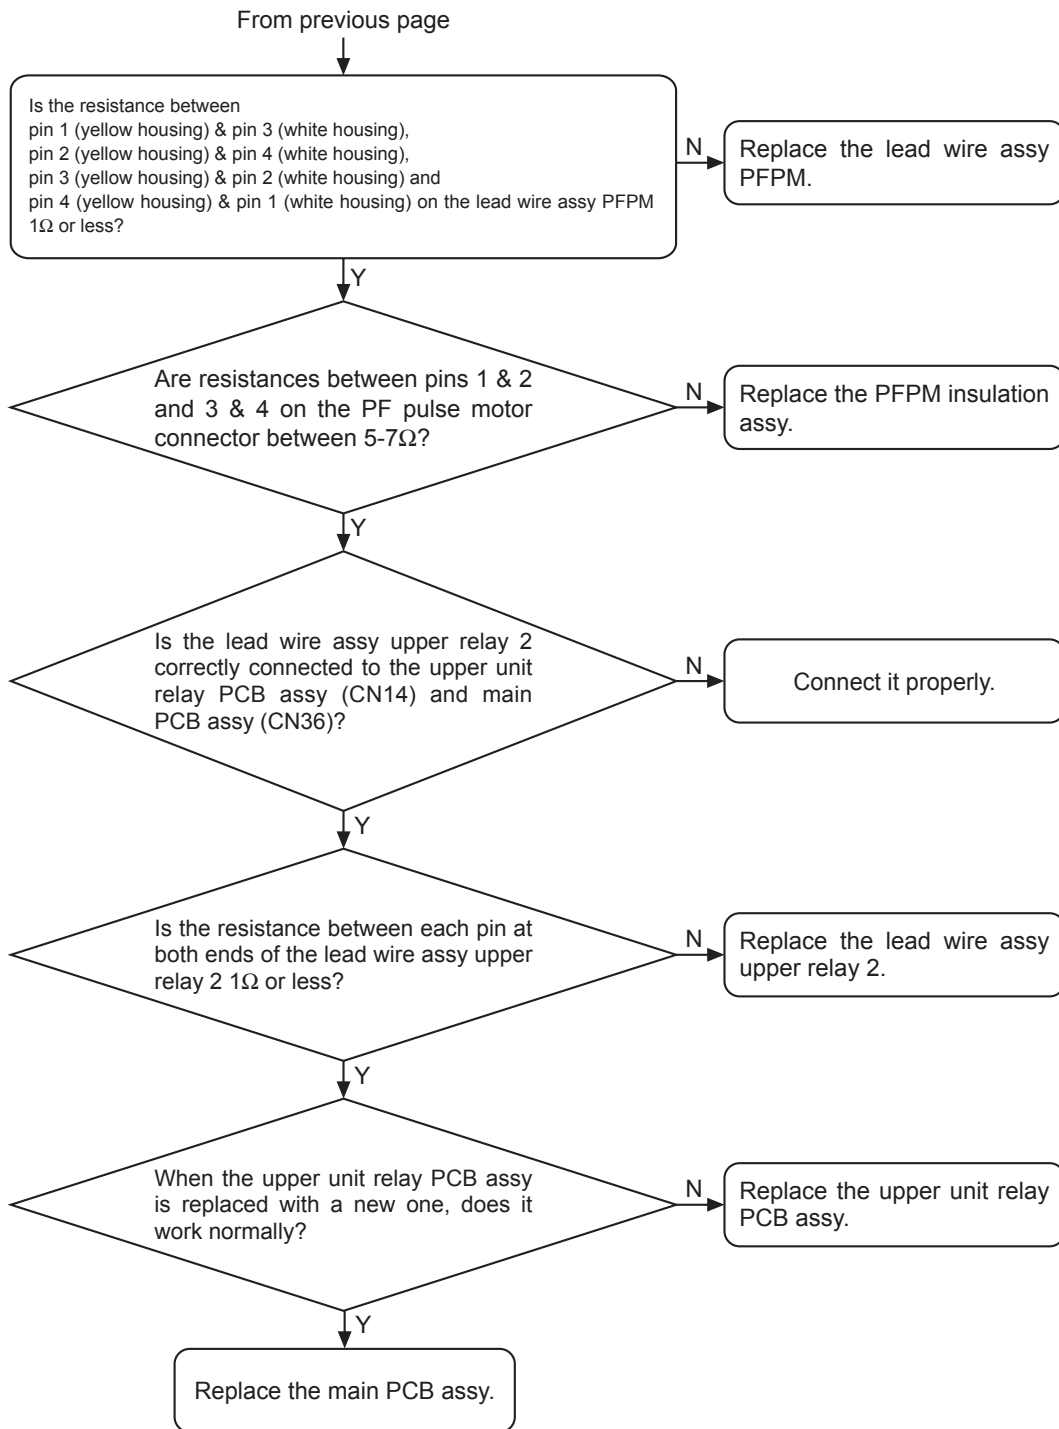 From previous page
Is the resistance between
pin 1 (yellow housing) & pin 3 (white housing),
pin 2 (yellow housing) & pin 4 (white housing),
pin 3 (yellow housing) & pin 2 (white housing) and
pin 4 (yellow housing) & pin 1 (white housing) on the lead wire assy PFPM
1Ω or less?
N
Replace the lead wire assy
PFPM.
Y
Are resistances between pins 1 & 2
and 3 & 4 on the PF pulse motor
connector between 5-7Ω?
N
Replace the PFPM insulation
assy.
Y
Is the lead wire assy upper relay 2
correctly connected to the upper unit
relay PCB assy (CN14) and main
PCB assy (CN36)?
N
Connect it properly.
Y
Is the resistance between each pin at
both ends of the lead wire assy upper
relay 2 1Ω or less?
N
Replace the lead wire assy
upper relay 2.
Y
When the upper unit relay PCB assy
is replaced with a new one, does it
work normally?
N
Replace the upper unit relay
PCB assy.
Y
Replace the main PCB assy.